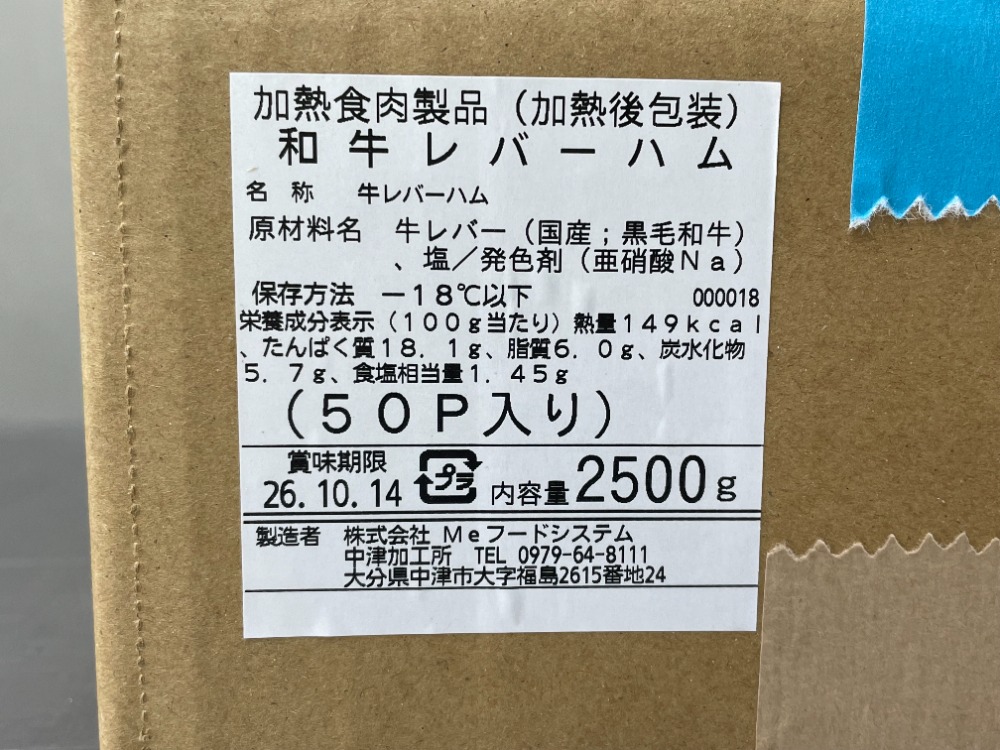 加熱食肉製品（加熱後包装）
和牛レバーハム
名 称　牛レバーハム
原材料名　牛レバー（国産；黒毛和牛）
、塩／発色剤（亜硝酸Ｎａ）
保存方法　－１８℃以下　000018
栄養成分表示（１００ｇ当たり）熱量１４９ｋｃａｌ
、たんぱく質１８．１ｇ、脂質６．０ｇ、炭水化物
５．７ｇ、食塩相当量１．４５ｇ
（５０Ｐ入り）
賞味期限
26.10.14　プラ　内容量 2500ｇ
製造者　株式会社 Ｍｅフードシステム
中津加工所　TEL 0979-64-8111
大分県中津市大字福島2615番地24